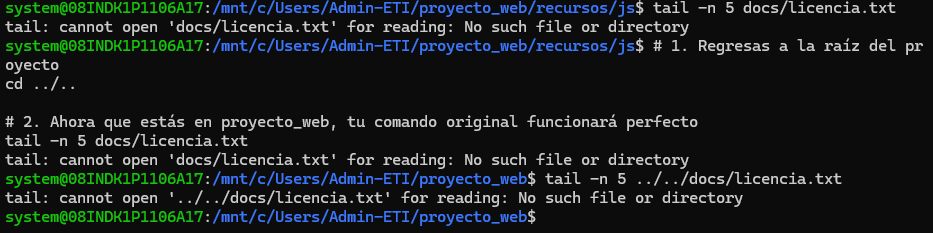 system@08INDK1P1106A17:/mnt/c/Users/Admin-ETI/proyecto_web/recursos/js$ tail -n 5 docs/licencia.txt
tail: cannot open 'docs/licencia.txt' for reading: No such file or directory
system@08INDK1P1106A17:/mnt/c/Users/Admin-ETI/proyecto_web/recursos/js$ # 1. Regresas a la raíz del pr
oyecto
cd ../..
# 2. Ahora que estás en proyecto_web, tu comando original funcionará perfecto
tail -n 5 docs/licencia.txt
tail: cannot open 'docs/licencia.txt' for reading: No such file or directory
system@08INDK1P1106A17:/mnt/c/Users/Admin-ETI/proyecto_web$ tail -n 5 ../../docs/licencia.txt
tail: cannot open '../../docs/licencia.txt' for reading: No such file or directory
system@08INDK1P1106A17:/mnt/c/Users/Admin-ETI/proyecto_web$